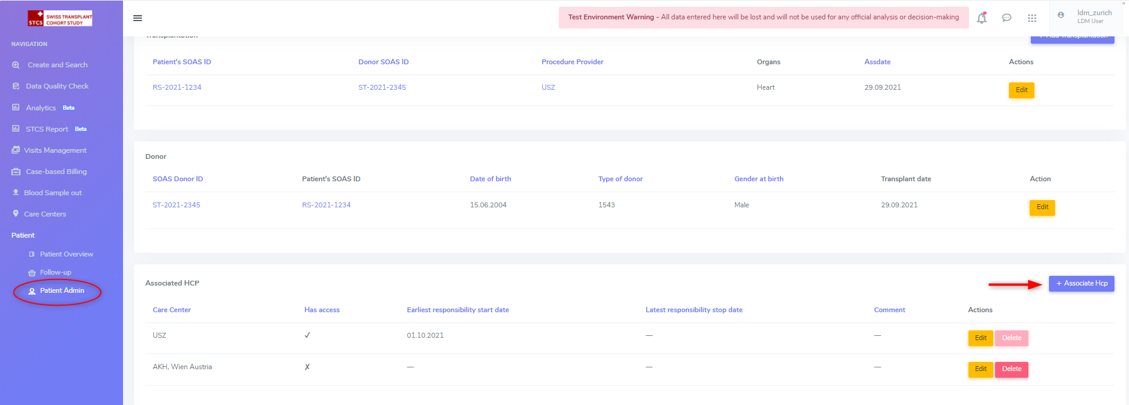 STCS
SWISS TRANSPLANT
COHORT STUDY
Test Environment Warning - All data entered here will be lost and will not be used for any official analysis or decision-making
ldm_zurich
LDM User
NAVIGATION
Create and Search
Data Quality Check
Analytics Beta
STCS Report Beta
Visits Management
Case-based Billing
Blood Sample out
Care Centers
Patient
Patient Overview
Follow-up
Patient Admin
Transplantation
Patient's SOAS ID Donor SOAS ID Procedure Provider Organs Assdate Actions
RS-2021-1234 ST-2021-2345 USZ Heart 29.09.2021 Edit
Donor
SOAS Donor ID Patient's SOAS ID Date of birth Type of donor Gender at birth Transplant date Action
ST-2021-2345 RS-2021-1234 15.06.2004 1543 Male 29.09.2021 Edit
Associated HCP + Associate Hcp
Care Center Has access Earliest responsibility start date Latest responsibility stop date Comment Actions
USZ ✓ 01.10.2021 — — Edit Delete
AKH, Wien Austria ✗ — — — Edit Delete